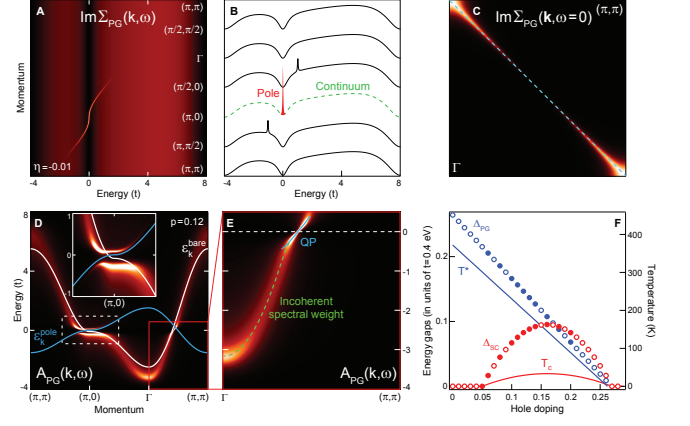 A
Im Σ_PG(k,ω)
(π,π)
(π/2,π/2)
Γ
(π/2,0)
(π,0)
(π,π/2)
(π,π)
Momentum
η=-0.01
-4 0 4 8
Energy (t)
B
Pole
Continuum
-4 0 4 8
Energy (t)
C
Im Σ_PG(k,ω=0)
(π,π)
Γ
D
p=0.12
1
0
1
(π,0)
ε_k^bare
ε_k^pole
A_PG(k,ω)
Energy (t)
4
0
-4
(π,π) (π,0) Γ (π,π)
Momentum
E
QP
Incoherent
spectral weight
A_PG(k,ω)
0
-1
-2
-3
-4
Γ (π,π)
F
Δ_PG
T*
Δ_SC
T_c
Energy gaps (in units of t=0.4 eV)
0.2
0.1
0
Temperature (K)
400
300
200
100
0
0 0.05 0.1 0.15 0.2 0.25
Hole doping